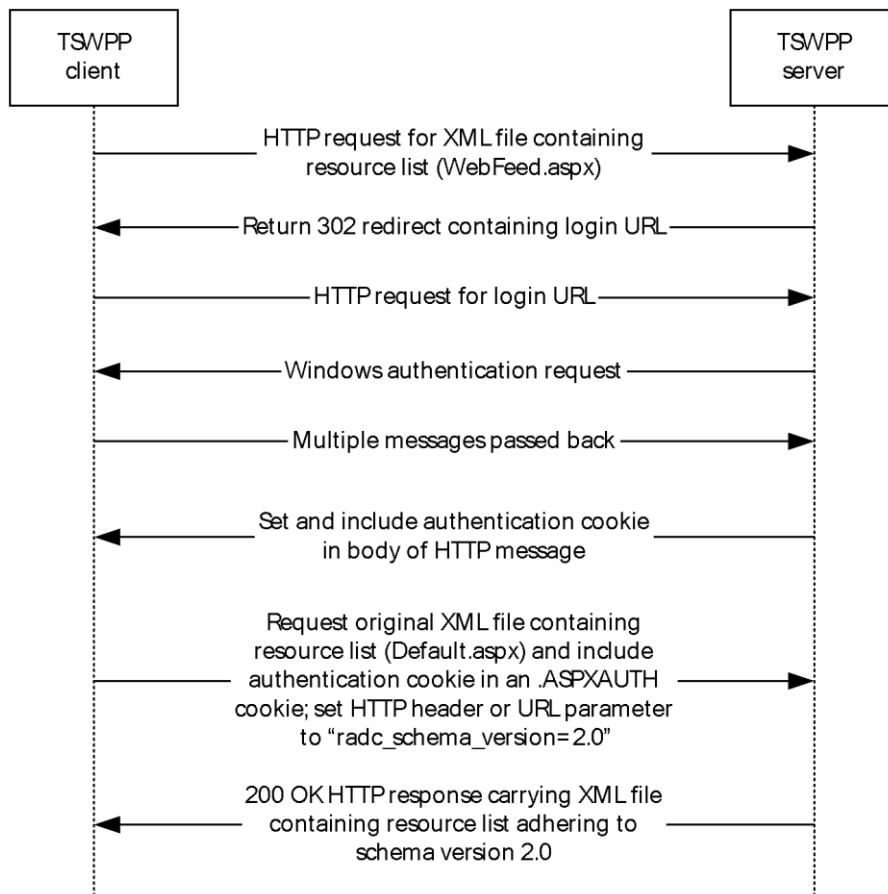 TSWPP
client
TSWPP
server
HTTP request for XML file containing
resource list (WebFeed.aspx)
Return 302 redirect containing login URL
HTTP request for login URL
Windows authentication request
Multiple messages passed back
Set and include authentication cookie
in body of HTTP message
Request original XML file containing
resource list (Default.aspx) and include
authentication cookie in an .ASPXAUTH
cookie; set HTTP header or URL parameter
to “radc_schema_version=2.0”
200 OK HTTP response carrying XML file
containing resource list adhering to
schema version 2.0